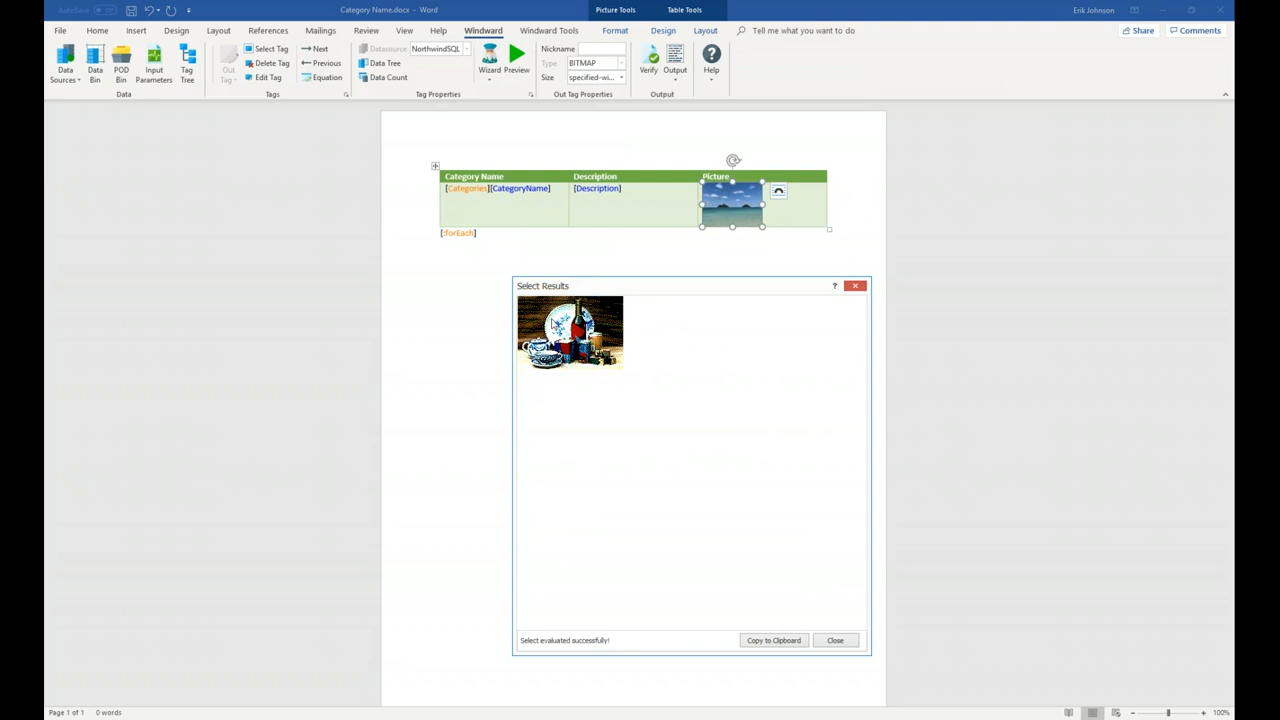 AutoSave Off
Category Name.docx - Word
Picture Tools
Table Tools
Erik Johnson
File Home Insert Design Layout References Mailings Review View Help Windward Windward Tools Format Design Layout Tell me what you want to do Share Comments
Data Sources
Data Bin
POD Bin
Input Parameters
Tag Tree
Data
Out Tag
Select Tag
Delete Tag
Edit Tag
Next
Previous
Equation
Tags
Datasource NorthwindSQL
Data Tree
Data Count
Tag Properties
Wizard
Preview
Nickname
Type BITMAP
Size specified-wi...
Out Tag Properties
Verify
Output
Output
Help
Category Name Description Picture
[Categories][CategoryName] [Description]
[:forEach]
Select Results ?
Select evaluated successfully!
Copy to Clipboard
Close
Page 1 of 1 0 words
100%